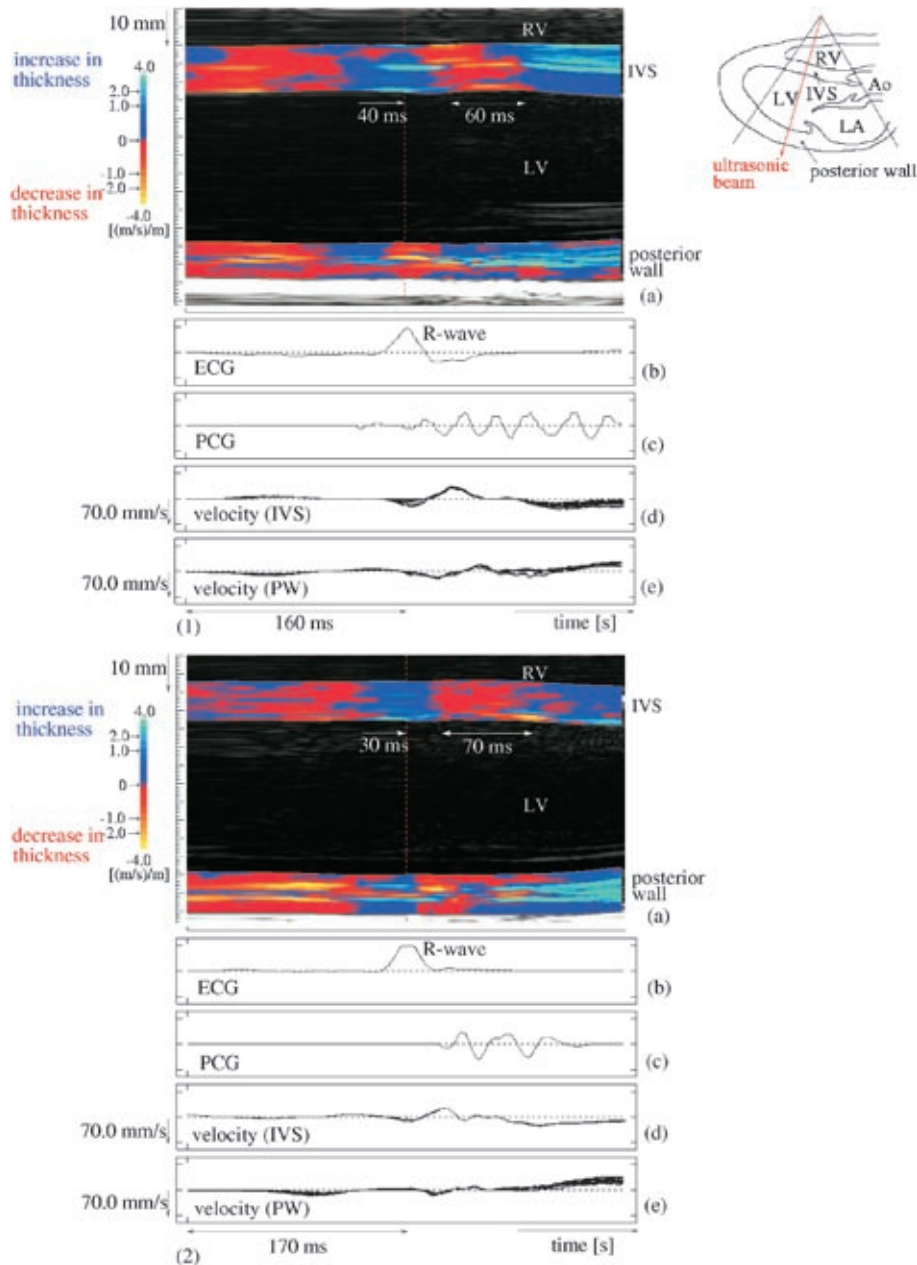 10 mm
RV
increase in
thickness
4.0
2.0
1.0
0
-1.0
-2.0
-4.0
decrease in
thickness
[(m/s)/m]
IVS
40 ms
60 ms
LV
posterior
wall
(a)
RV
LV
IVS
Ao
LA
ultrasonic
beam
posterior wall
R-wave
ECG
(b)
PCG
(c)
70.0 mm/s
velocity (IVS)
(d)
70.0 mm/s
velocity (PW)
(e)
160 ms
time [s]
(1)
10 mm
RV
increase in
thickness
4.0
2.0
1.0
0
-1.0
-2.0
-4.0
decrease in
thickness
[(m/s)/m]
IVS
30 ms
70 ms
LV
posterior
wall
(a)
R-wave
ECG
(b)
PCG
(c)
70.0 mm/s
velocity (IVS)
(d)
70.0 mm/s
velocity (PW)
(e)
170 ms
time [s]
(2)